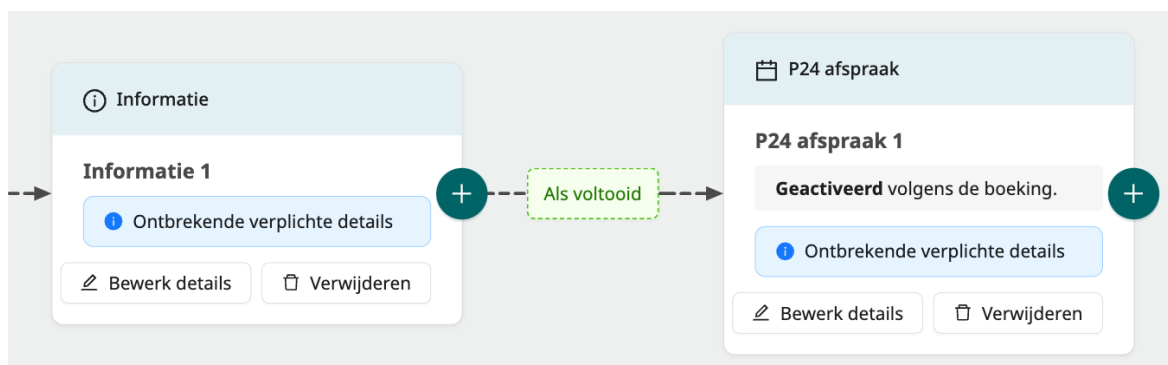 Informatie
Informatie 1
Ontbrekende verplichte details
Bewerk details
Verwijderen
Als voltooid
P24 afspraak
P24 afspraak 1
Geactiveerd volgens de boeking.
Ontbrekende verplichte details
Bewerk details
Verwijderen